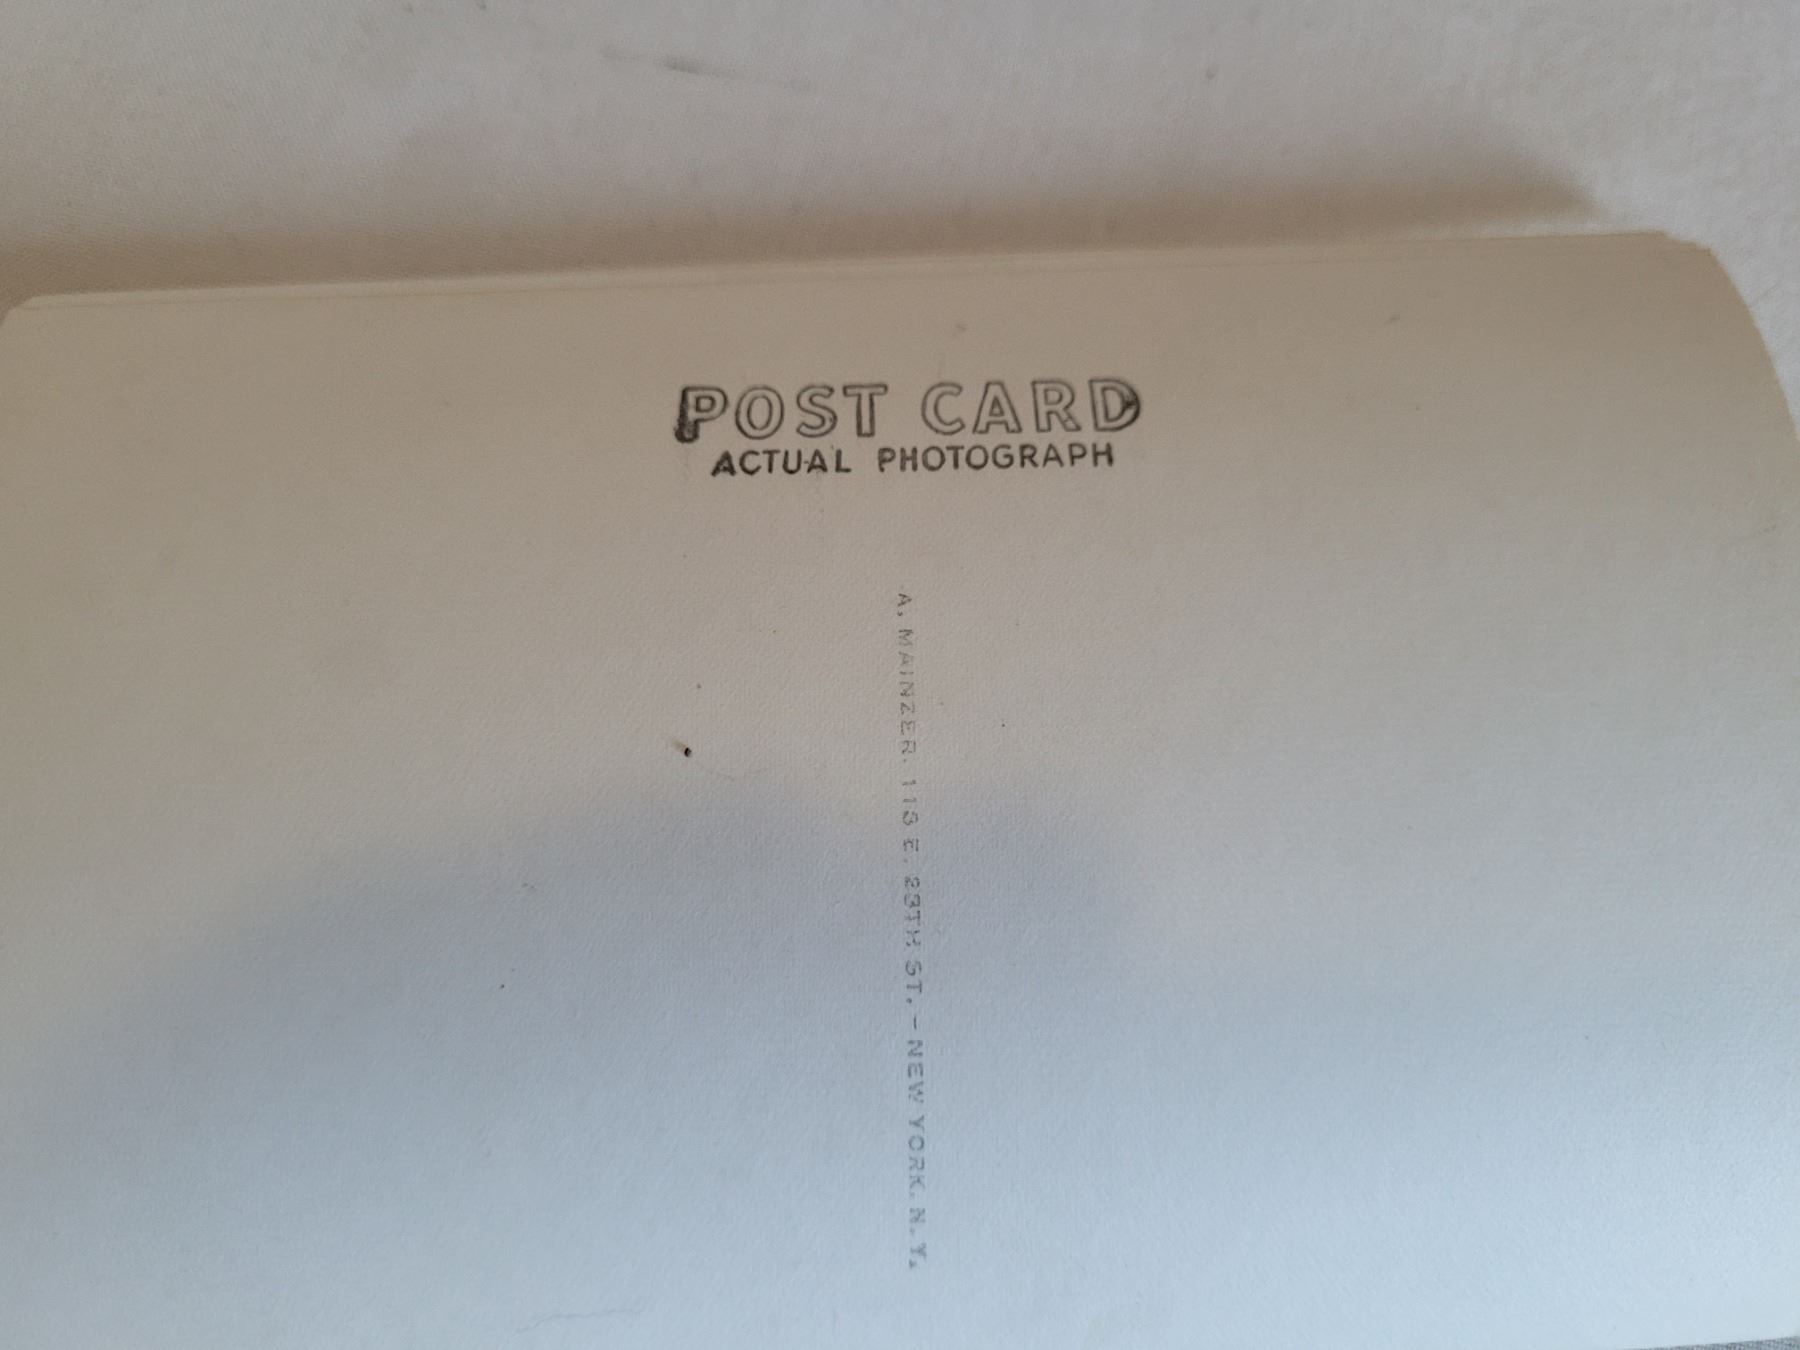 POST CARD
ACTUAL PHOTOGRAPH
A. MAINZER. 118 E. 28TH ST. – NEW YORK. N.Y.